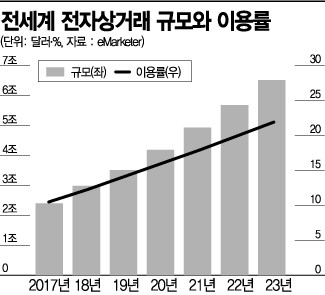 전세계 전자상거래 규모와 이용률
(단위: 달러·%, 자료 : eMarketer)
7조
6조
5조
4조
3조
2조
1조
0
규모(좌) 이용률(우)
30
25
20
15
10
5
0
2017년 18년 19년 20년 21년 22년 23년